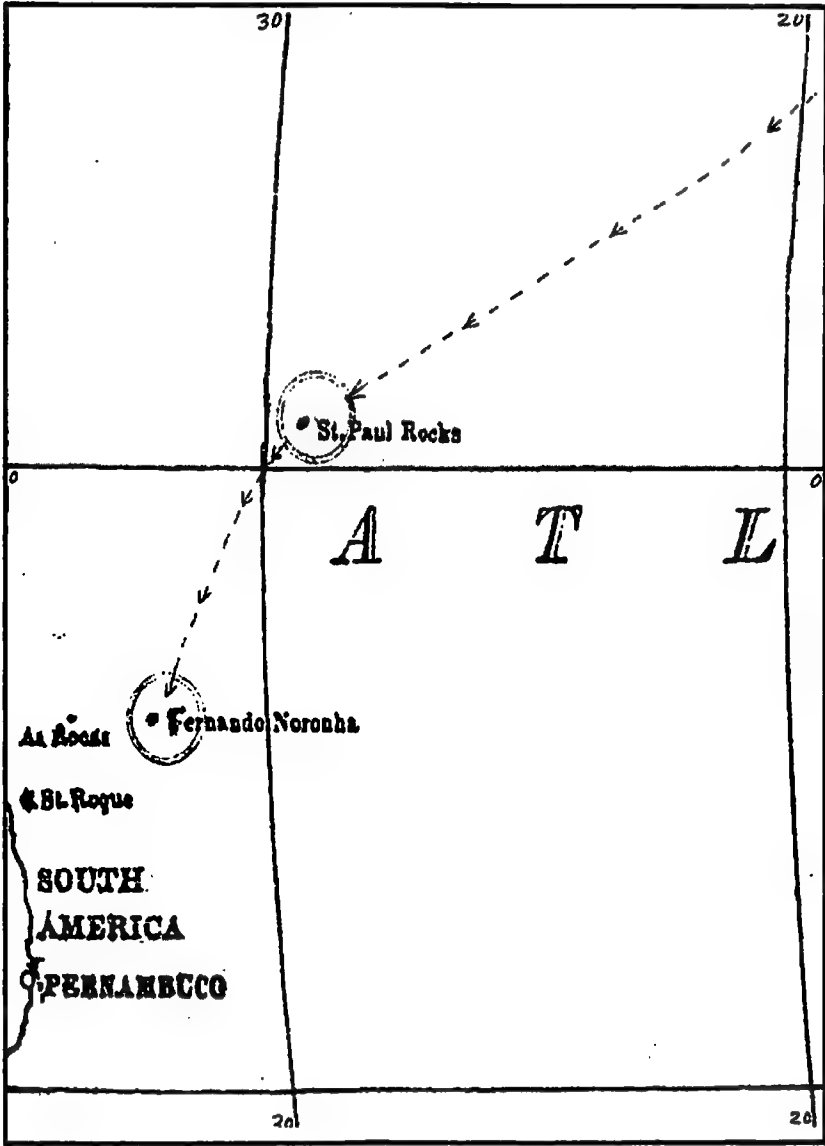 30 20
St. Paul Rocks
0 0
A T L
Fernando Noronha
As Rocas
St. Roque
SOUTH
AMERICA
PERNAMBUCO
20 20